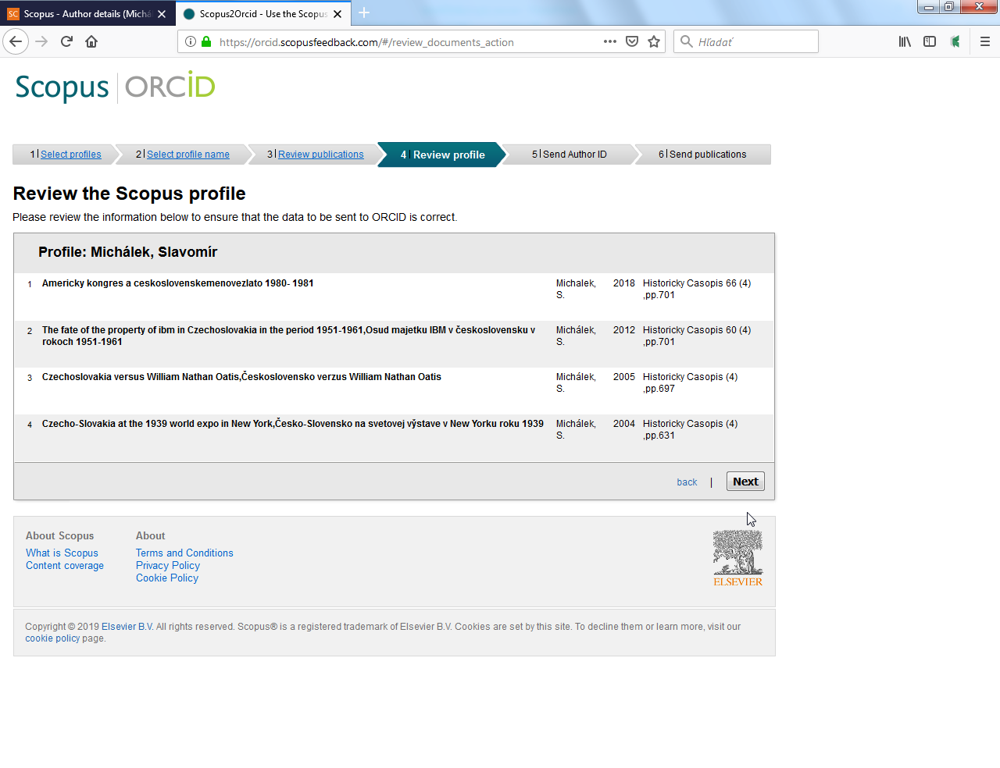 Scopus - Author details (Michál
Scopus2Orcid - Use the Scopus
https://orcid.scopusfeedback.com/#/review_documents_action
Hľadať
Scopus | ORCID
1 Select profiles
2 Select profile name
3 Review publications
4 Review profile
5 Send Author ID
6 Send publications
Review the Scopus profile
Please review the information below to ensure that the data to be sent to ORCID is correct.
Profile: Michálek, Slavomír
1 Americky kongres a ceskoslovenskemenovezlato 1980- 1981 Michalek, 2018 Historicky Casopis 66 (4)
S. ,pp.701
2 The fate of the property of ibm in Czechoslovakia in the period 1951-1961,Osud majetku IBM v československu v Michálek, 2012 Historicky Casopis 60 (4)
rokoch 1951-1961 S. ,pp.701
3 Czechoslovakia versus William Nathan Oatis,Československo verzus William Nathan Oatis Michálek, 2005 Historicky Casopis (4)
S. ,pp.697
4 Czecho-Slovakia at the 1939 world expo in New York,Česko-Slovensko na svetovej výstave v New Yorku roku 1939 Michálek, 2004 Historicky Casopis (4)
S. ,pp.631
back | Next
About Scopus
What is Scopus
Content coverage
About
Terms and Conditions
Privacy Policy
Cookie Policy
ELSEVIER
Copyright © 2019 Elsevier B.V. All rights reserved. Scopus® is a registered trademark of Elsevier B.V. Cookies are set by this site. To decline them or learn more, visit our
cookie policy page.